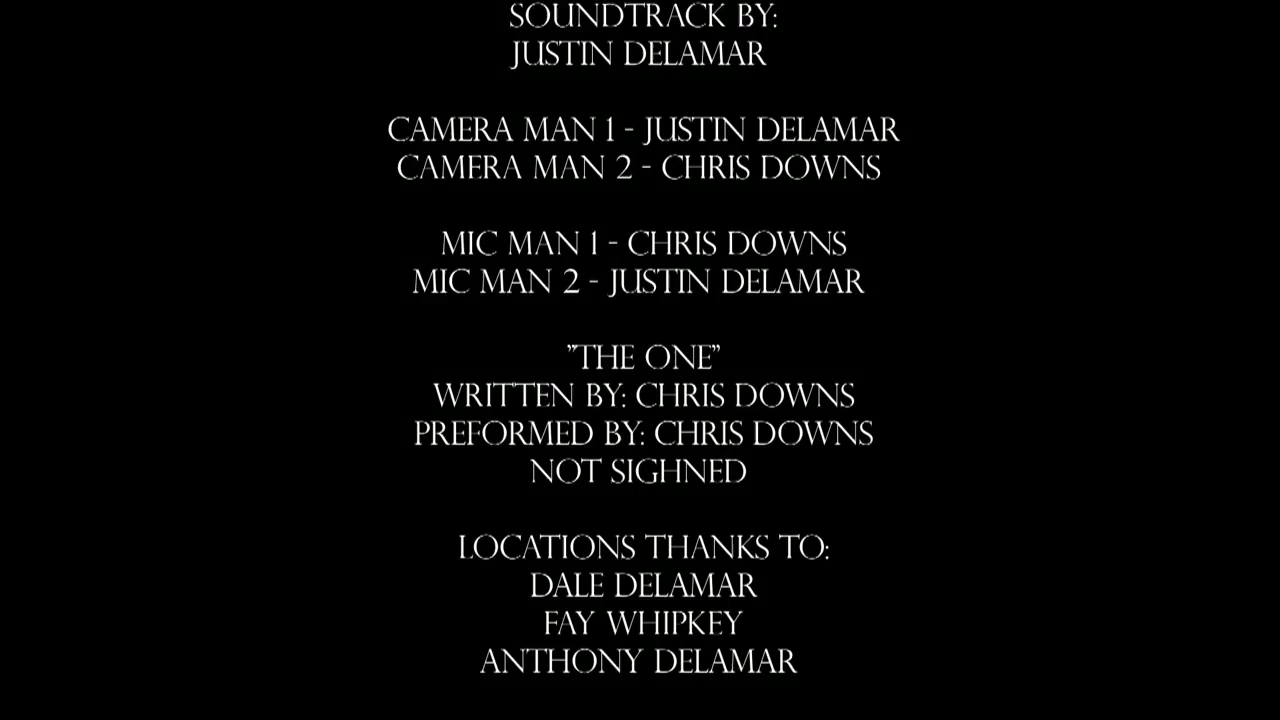 SOUNDTRACK BY:
JUSTIN DELAMAR
CAMERA MAN 1 - JUSTIN DELAMAR
CAMERA MAN 2 - CHRIS DOWNS
MIC MAN 1 - CHRIS DOWNS
MIC MAN 2 - JUSTIN DELAMAR
"THE ONE"
WRITTEN BY: CHRIS DOWNS
PREFORMED BY: CHRIS DOWNS
NOT SIGHNED
LOCATIONS THANKS TO:
DALE DELAMAR
FAY WHIPKEY
ANTHONY DELAMAR